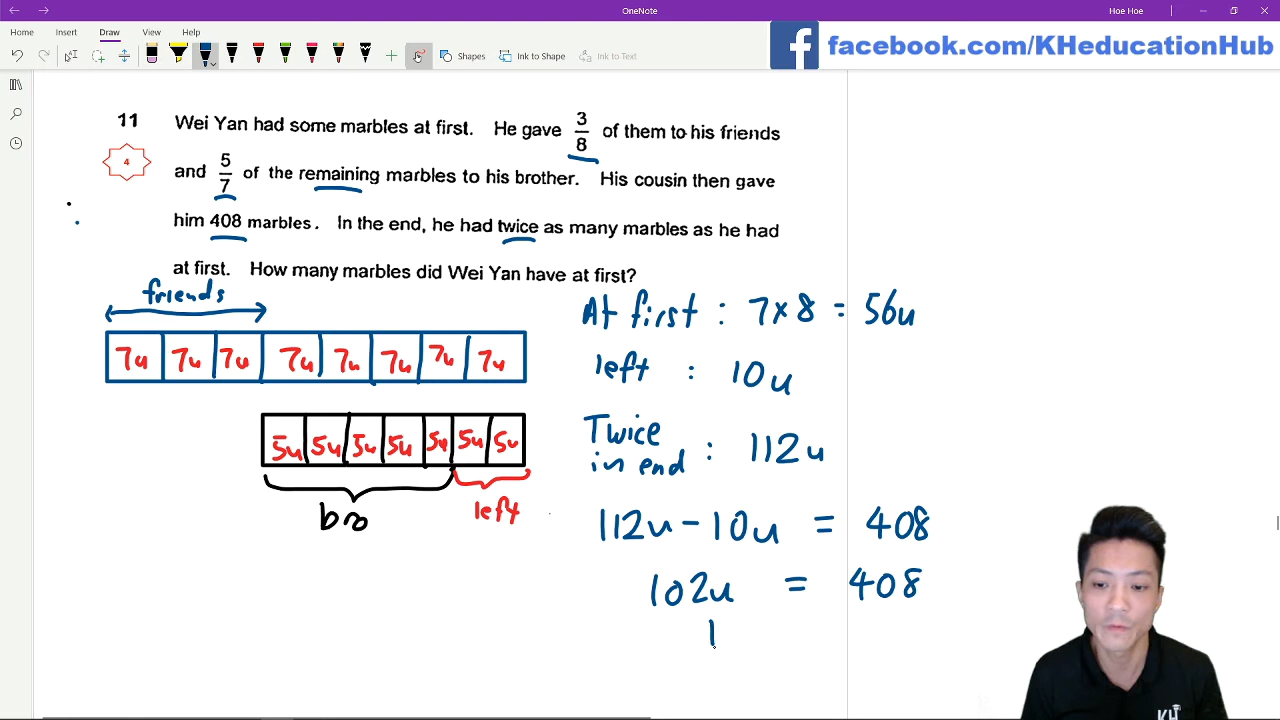 OneNote
Hoe Hoe
Home Insert Draw View Help
Shapes Ink to Shape Ink to Text
facebook.com/KHeducationHub
11 Wei Yan had some marbles at first. He gave 3/8 of them to his friends
4
and 5/7 of the remaining marbles to his brother. His cousin then gave
him 408 marbles. In the end, he had twice as many marbles as he had
at first. How many marbles did Wei Yan have at first?
friends
7u 7u 7u 7u 7u 7u 7u 7u
5u 5u 5u 5u 5u 5u 5u
bro
left
At first : 7×8 = 56u
left : 10u
Twice
in end : 112u
112u - 10u = 408
102u = 408
1
KH